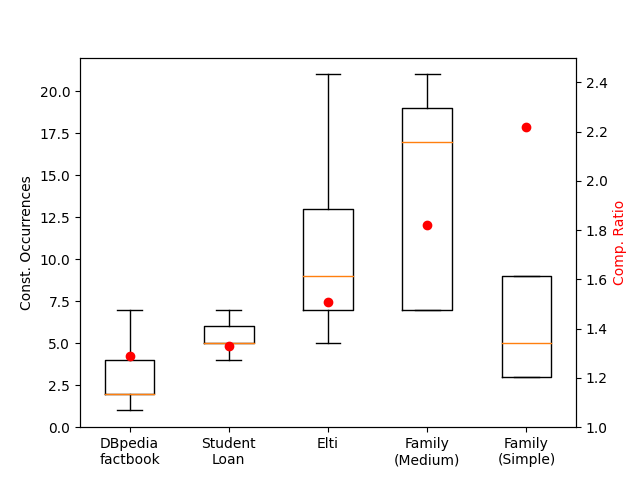 20.0
17.5
15.0
12.5
10.0
7.5
5.0
2.5
0.0
Const. Occurrences
2.4
2.2
2.0
1.8
1.6
1.4
1.2
1.0
Comp. Ratio
DBpedia
factbook
Student
Loan
Elti
Family
(Medium)
Family
(Simple)